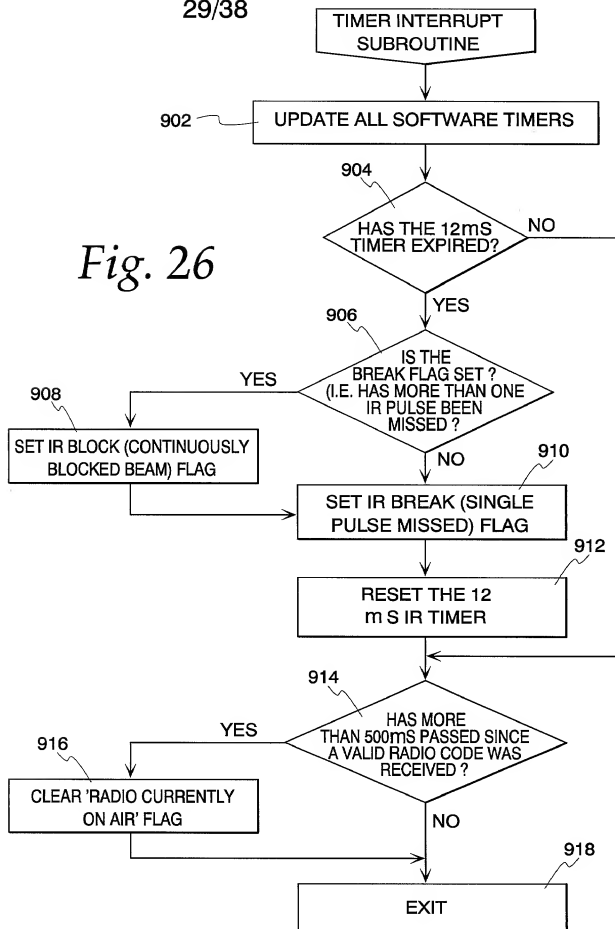 29/38
TIMER INTERRUPT
SUBROUTINE
902
UPDATE ALL SOFTWARE TIMERS
904
HAS THE 12mS
TIMER EXPIRED?
NO
Fig. 26
YES
906
IS THE
BREAK FLAG SET ?
(I.E. HAS MORE THAN ONE
IR PULSE BEEN
MISSED ?
YES
908
SET IR BLOCK (CONTINUOUSLY
BLOCKED BEAM) FLAG
NO
910
SET IR BREAK (SINGLE
PULSE MISSED) FLAG
912
RESET THE 12
mS IR TIMER
914
HAS MORE
THAN 500mS PASSED SINCE
A VALID RADIO CODE WAS
RECEIVED ?
YES
916
CLEAR 'RADIO CURRENTLY
ON AIR' FLAG
NO
918
EXIT